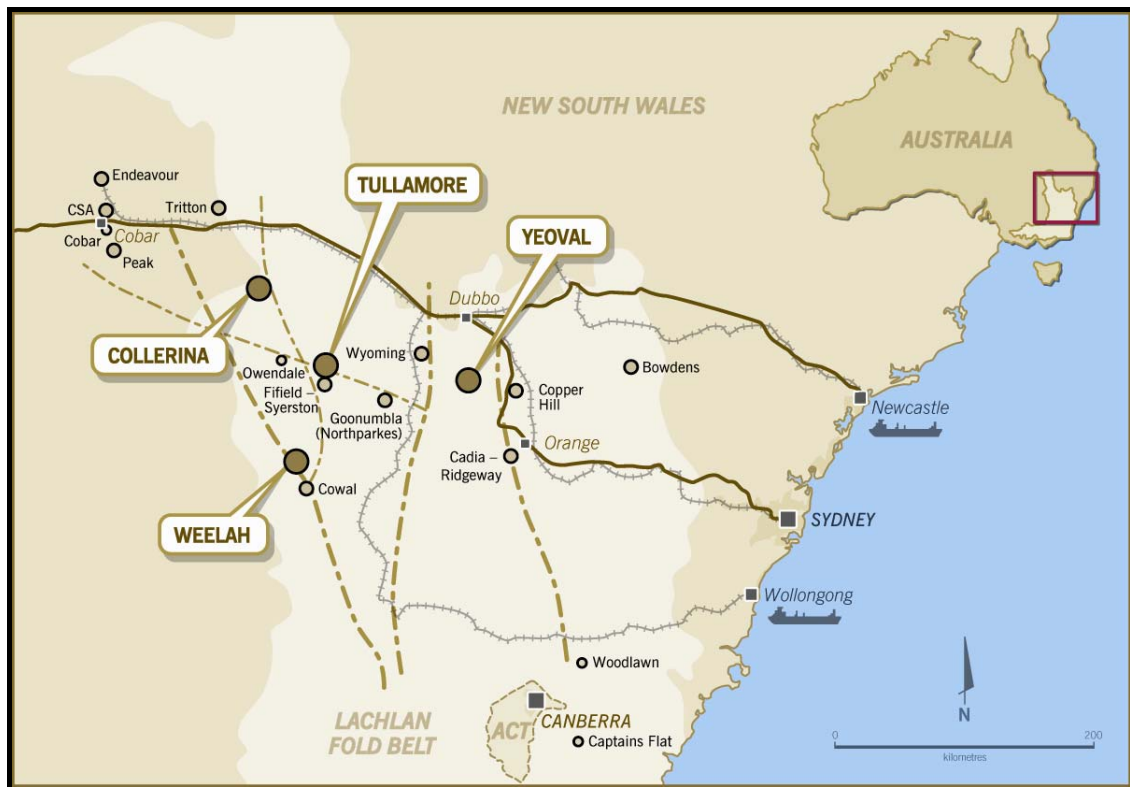 NEW SOUTH WALES
AUSTRALIA
Endeavour
CSA
Tritton
TULLAMORE
YEOVAL
Cobar
Cobar
Peak
Dubbo
COLLERINA
Owendale
Fifield –
Syerston
Wyoming
Goonumbla
(Northparkes)
Copper
Hill
Bowdens
Newcastle
Orange
Cadia –
Ridgeway
Cowal
WEELAH
SYDNEY
Wollongong
Woodlawn
LACHLAN
FOLD BELT
ACT
CANBERRA
Captains Flat
N
0
200
kilometres